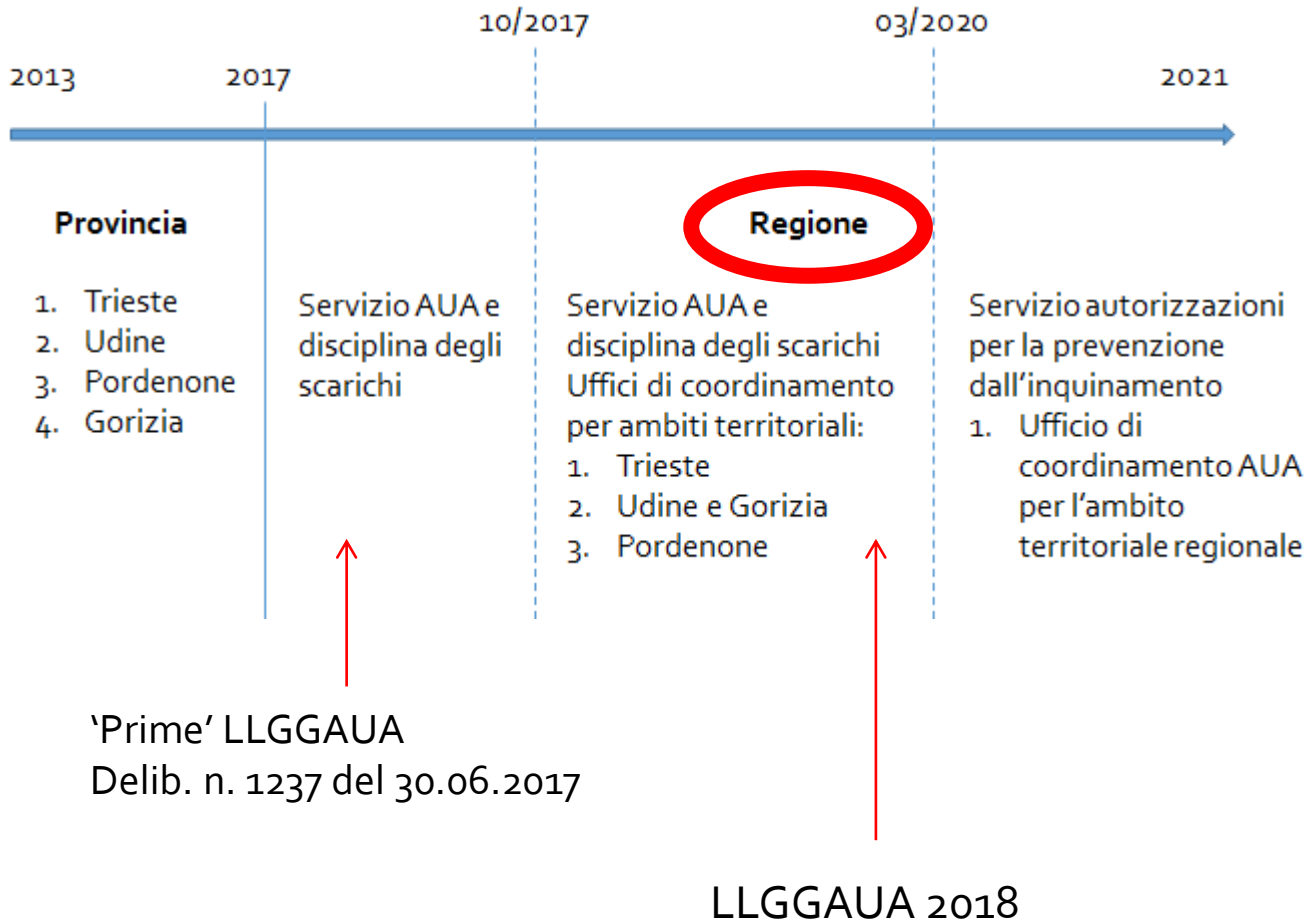 10/2017
03/2020
2013
2017
2021
Provincia
1. Trieste
2. Udine
3. Pordenone
4. Gorizia
Servizio AUA e
disciplina degli
scarichi
Regione
Servizio AUA e
disciplina degli scarichi
Uffici di coordinamento
per ambiti territoriali:
1. Trieste
2. Udine e Gorizia
3. Pordenone
Servizio autorizzazioni
per la prevenzione
dall'inquinamento
1. Ufficio di
coordinamento AUA
per l'ambito
territoriale regionale
‘Prime’ LLGGAUA
Delib. n. 1237 del 30.06.2017
LLGGAUA 2018